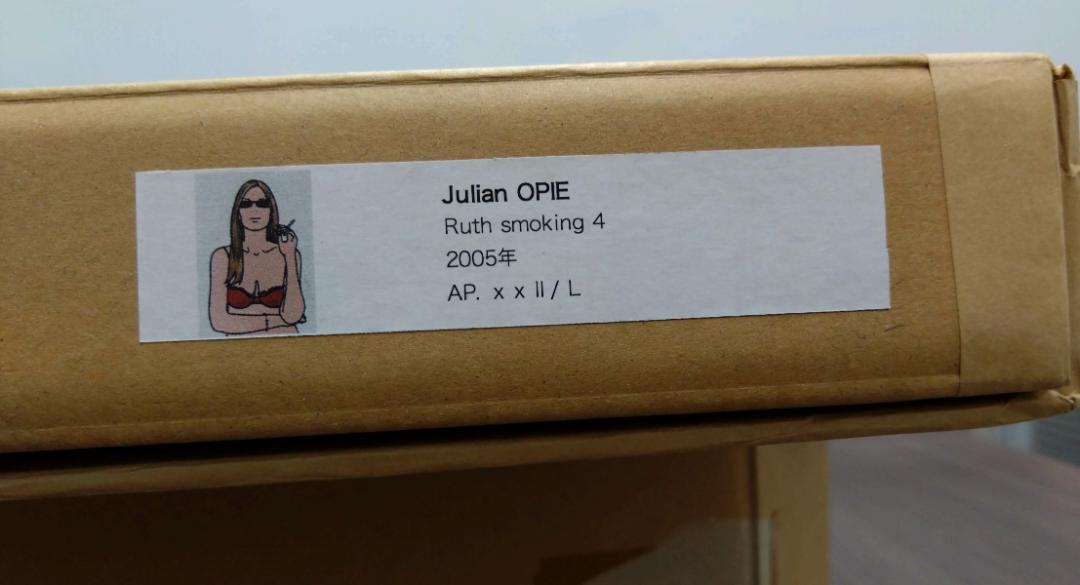 Julian OPIE
Ruth smoking 4
2005年
AP. x x II / L